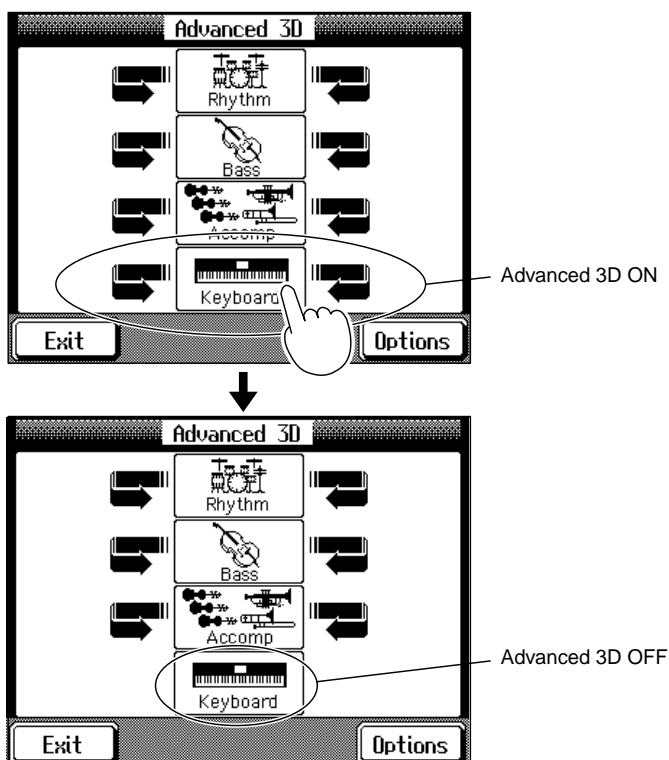 Advanced 3D
Rhythm
Bass
Accomp
Keyboard
Advanced 3D ON
Exit
Options
Advanced 3D
Rhythm
Bass
Accomp
Keyboard
Advanced 3D OFF
Exit
Options